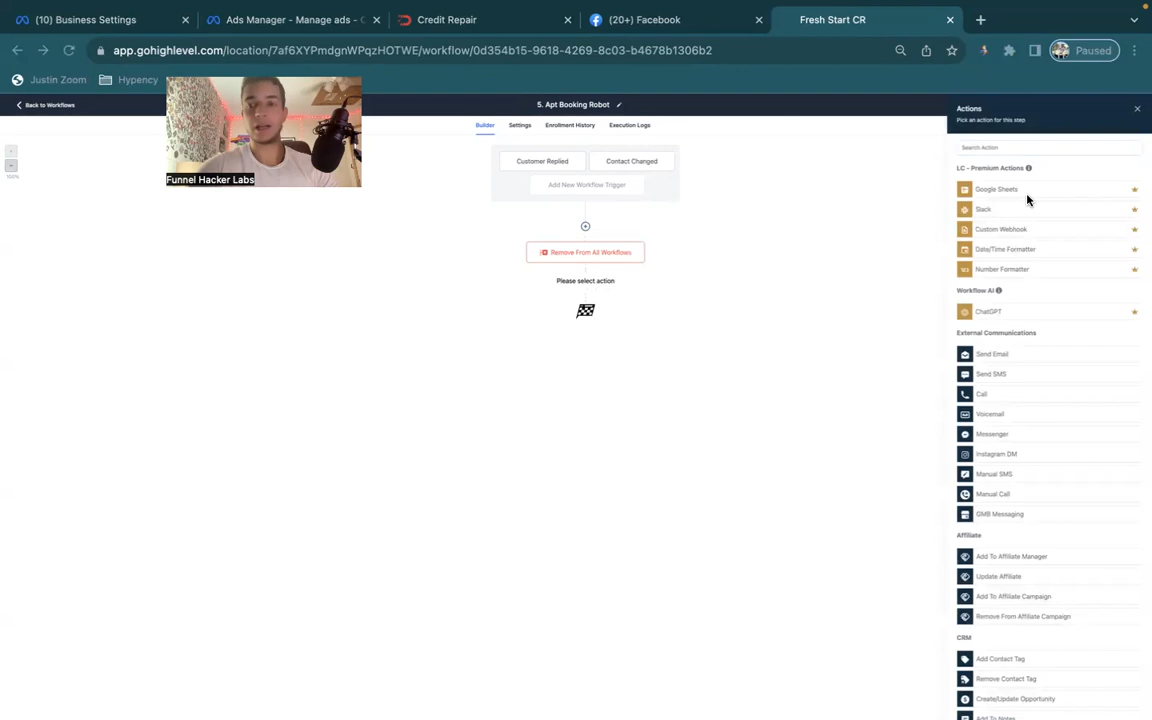 (10) Business Settings
Ads Manager - Manage ads - C
Credit Repair
(20+) Facebook
Fresh Start CR
app.gohighlevel.com/location/7af6XYPmdgnWPqzHOTWE/workflow/0d354b15-9618-4269-8c03-b4678b1306b2
Paused
Justin Zoom
Hypency
Back to Workflows
5. Apt Booking Robot
Builder
Settings
Enrollment History
Execution Logs
100%
Funnel Hacker Labs
Customer Replied
Contact Changed
Add New Workflow Trigger
Remove From All Workflows
Please select action
Actions
Pick an action for this step
Search Action
LC - Premium Actions
Google Sheets
Slack
Custom Webhook
Date/Time Formatter
Number Formatter
Workflow AI
ChatGPT
External Communications
Send Email
Send SMS
Call
Voicemail
Messenger
Instagram DM
Manual SMS
Manual Call
GMB Messaging
Affiliate
Add To Affiliate Manager
Update Affiliate
Add To Affiliate Campaign
Remove From Affiliate Campaign
CRM
Add Contact Tag
Remove Contact Tag
Create/Update Opportunity
Add To Notes